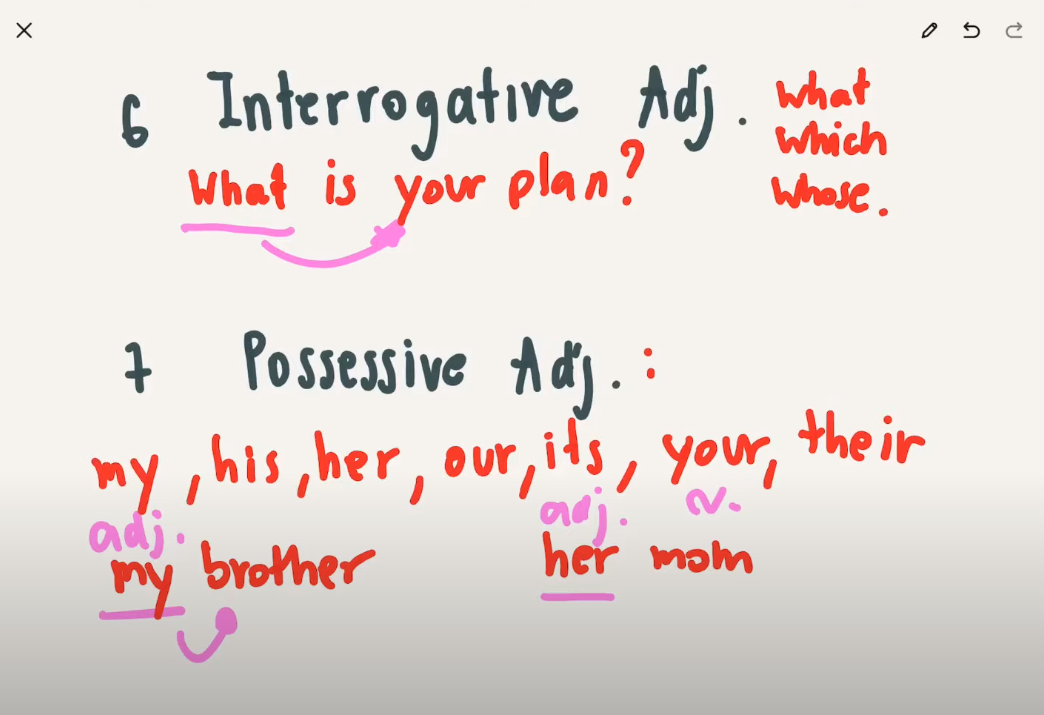 6 Interrogative Adj.
what
which
whose.
What is your plan?
7 Possessive Adj. :
my, his, her, our, its, your, their
adj. adj. n.
my brother her mom